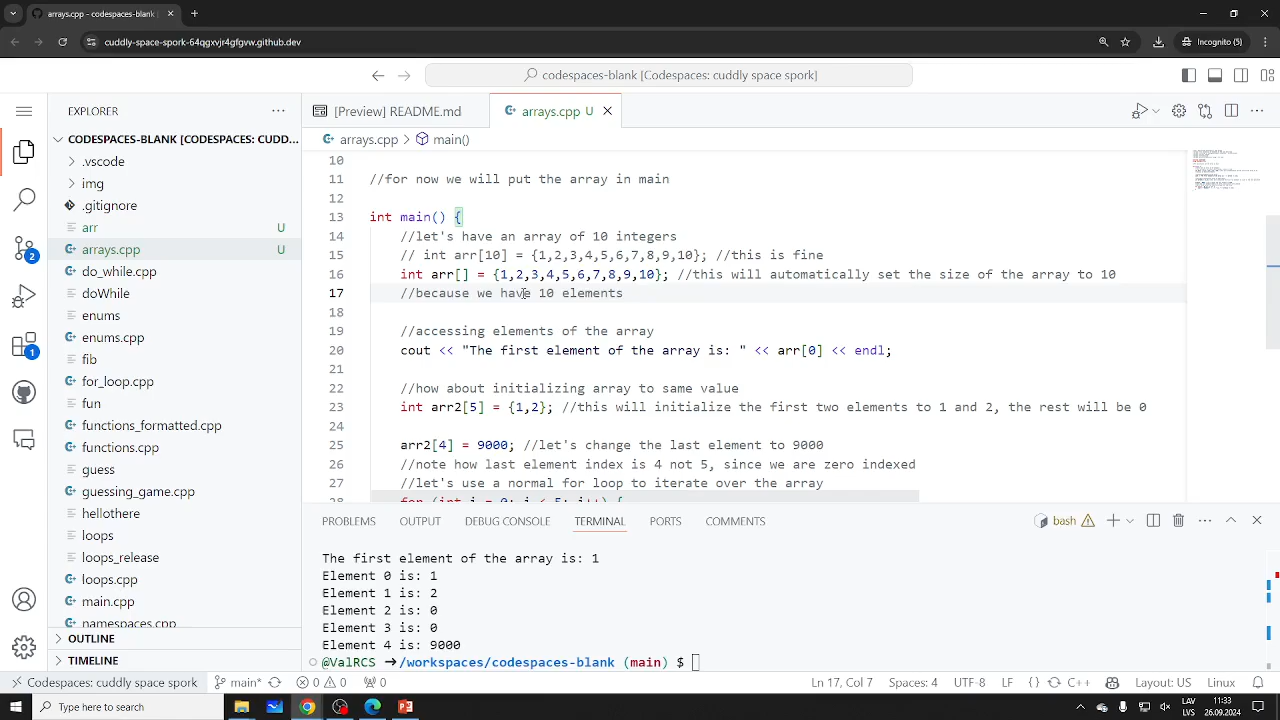 arrays.cpp - codespaces-blank [
cuddly-space-spork-64qgxvjr4gfgvw.github.dev
Incognito (5)
codespaces-blank [Codespaces: cuddly space spork]
EXPLORER
CODESPACES-BLANK [CODESPACES: CUDD...
.vscode
img
.gitignore
arr U
arrays.cpp U
do_while.cpp
doWhile
enums
enums.cpp
fib
for_loop.cpp
fun
functions_formatted.cpp
functions.cpp
guess
guessing_game.cpp
hellothere
loops
loops_release
loops.cpp
main.cpp
namespaces.cpp
OUTLINE
TIMELINE
2
1
[Preview] README.md
arrays.cpp U
arrays.cpp > main()
10
11 //for now we will use the array in main
12
13 int main() {
14 //let's have an array of 10 integers
15 // int arr[10] = {1,2,3,4,5,6,7,8,9,10}; //this is fine
16 int arr[] = {1,2,3,4,5,6,7,8,9,10}; //this will automatically set the size of the array to 10
17 //because we have 10 elements
18
19 //accessing elements of the array
20 cout << "The first element of the array is: " << arr[0] << endl;
21
22 //how about initializing array to same value
23 int arr2[5] = {1,2}; //this will initialize the first two elements to 1 and 2, the rest will be 0
24
25 arr2[4] = 9000; //let's change the last element to 9000
26 //note how last element index is 4 not 5, since we are zero indexed
27 //let's use a normal for loop to iterate over the array
28 for (int i = 0; i < 5; i++) {
PROBLEMS OUTPUT DEBUG CONSOLE TERMINAL PORTS COMMENTS
bash
The first element of the array is: 1
Element 0 is: 1
Element 1 is: 2
Element 2 is: 0
Element 3 is: 0
Element 4 is: 9000
@ValRCS ➜/workspaces/codespaces-blank (main) $
Codespaces: cuddly space spork main* 0 0 0
Ln 17, Col 7 Spaces: 4 UTF-8 LF {} C++ Layout: US Linux
Type here to search
LAV
US
11:33
26.09.2024